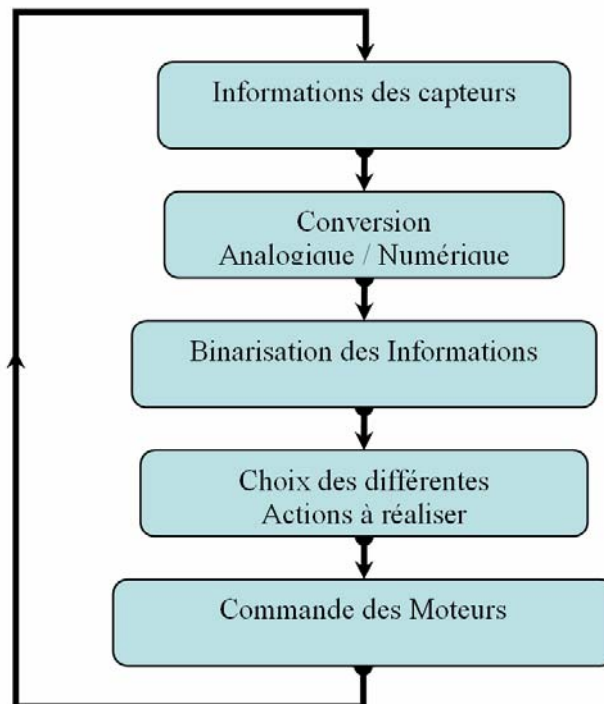 Informations des capteurs
Conversion
Analogique / Numérique
Binarisation des Informations
Choix des différentes
Actions à réaliser
Commande des Moteurs